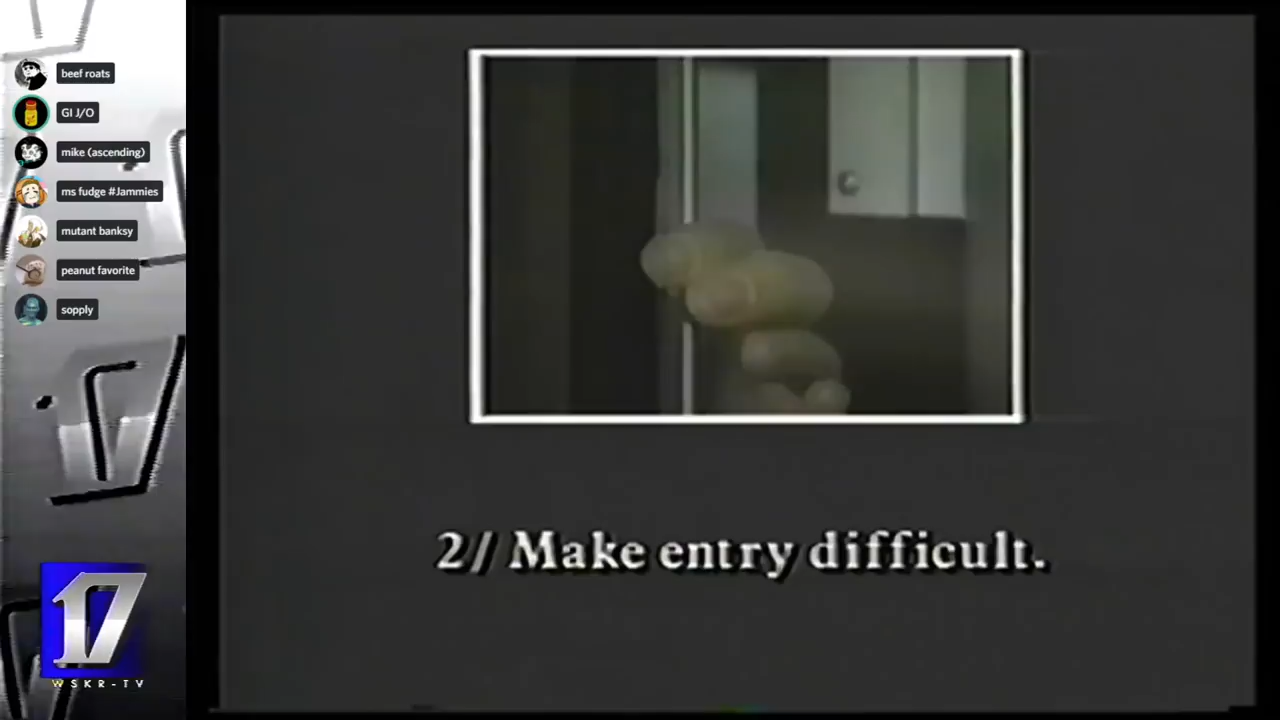 beef roats
GI J/O
mike (ascending)
ms fudge #Jammies
mutant banksy
peanut favorite
sopply
17
WSKR-TV
2// Make entry difficult.